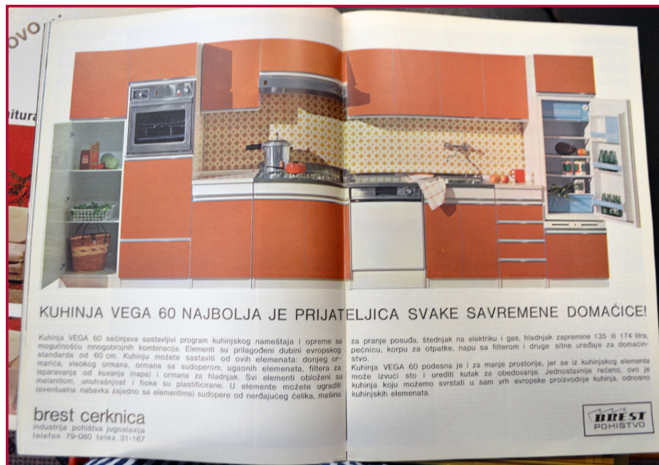 OVO
itura
KUHINJA VEGA 60 NAJBOLJA JE PRIJATELJICA SVAKE SAVREMENE DOMAĆICE!
Kuhinja VEGA 60 sačinjava sastavljivi program kuhinjskog nameštaja i opreme sa
mogućnošću mnogobrojnih kombinacija. Elementi su prilagođeni dubini evropskog
standarda od 60 cm. Kuhinju možete sastaviti od ovih elemenata: donjeg or-
marića, visokog ormana, ormana sa sudoperom, ugaonih elemenata, filtera za
isparavanje od kuvanja (napa) i ormana za hladnjak. Svi elementi obloženi su
melanitom, unutrašnjost i šoke su plastificirane. U elemente možete ugraditi
(eventualna nabavka zajedno sa elementima) sudopere od nerđajućeg čelika, mašinu
za pranje posuđa, štednjak na elektriku i gas, hladnjak zapremine 135 ili 174 litra,
pećnicu, korpu za otpatke, napu sa filterom i druge sitne uređaje za domaćin-
stvo.
Kuhinja VEGA 60 podesna je i za manje prostorije, jer se iz kuhinjskog elementa
može izvući sto i urediti kutak za obedovanje. Jednostavnije rečeno, ovo je
kuhinja koju možemo svrstati u sam vrh evropske proizvodnje kuhinja, odnosno
kuhinjskih elemenata.
brest cerknica
industrija pohištva jugoslavija
telefon 79-080 telex 31-167
BREST
POHIŠTVO